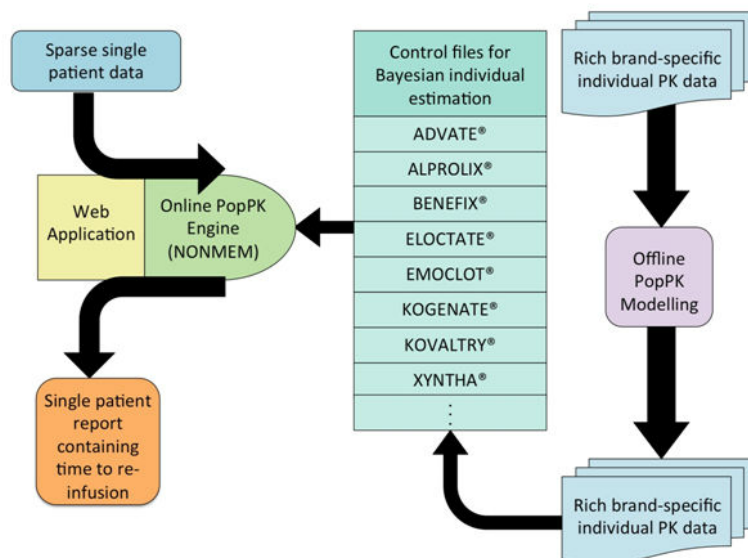 Sparse single
patient data
Web
Application
Online PopPK
Engine
(NONMEM)
Single patient
report
containing
time to re-
infusion
Control files for
Bayesian individual
estimation
ADVATE®
ALPROLIX®
BENEFIX®
ELOCTATE®
EMOCLOT®
KOGENATE®
KOVALTRY®
XYNTHA®
⋮
Rich brand-specific
individual PK data
Offline
PopPK
Modelling
Rich brand-specific
individual PK data